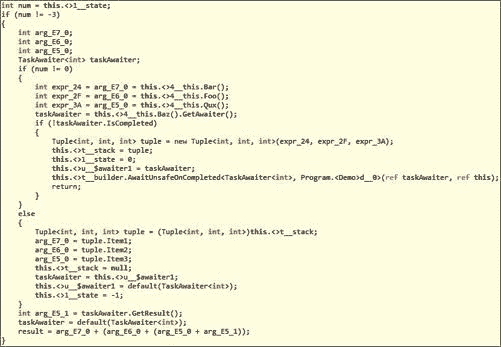 int num = this.<>1__state;
if (num != -3)
{
    int arg_E7_0;
    int arg_E6_0;
    int arg_E5_0;
    TaskAwaiter<int> taskAwaiter;
    if (num != 0)
    {
        int expr_24 = arg_E7_0 = this.<>4__this.Bar();
        int expr_2F = arg_E6_0 = this.<>4__this.Foo();
        int expr_3A = arg_E5_0 = this.<>4__this.Qux();
        taskAwaiter = this.<>4__this.Baz().GetAwaiter();
        if (!taskAwaiter.IsCompleted)
        {
            Tuple<int, int, int> tuple = new Tuple<int, int, int>(expr_24, expr_2F, expr_3A);
            this.<>t__stack = tuple;
            this.<>1__state = 0;
            this.<>u__$awaiter1 = taskAwaiter;
            this.<>t__builder.AwaitUnsafeOnCompleted<TaskAwaiter<int>, Program.<Demo>d__0>(ref taskAwaiter, ref this);
            return;
        }
    }
    else
    {
        Tuple<int, int, int> tuple = (Tuple<int, int, int>)this.<>t__stack;
        arg_E7_0 = tuple.Item1;
        arg_E6_0 = tuple.Item2;
        arg_E5_0 = tuple.Item3;
        this.<>t__stack = null;
        taskAwaiter = this.<>u__$awaiter1;
        this.<>u__$awaiter1 = default(TaskAwaiter<int>);
        this.<>1__state = -1;
    }
    int arg_E5_1 = taskAwaiter.GetResult();
    taskAwaiter = default(TaskAwaiter<int>);
    result = arg_E7_0 + (arg_E6_0 + (arg_E5_0 + arg_E5_1));
}